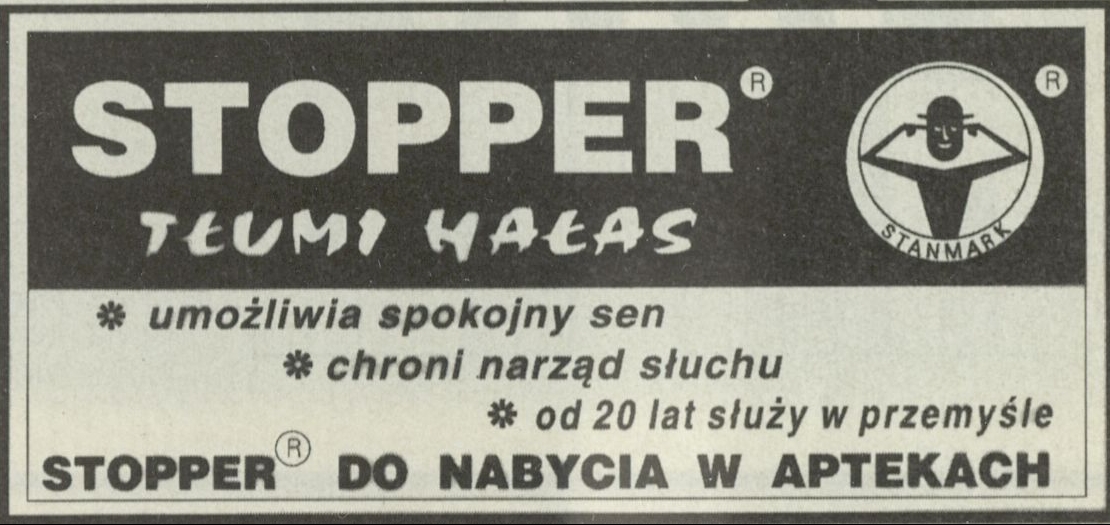 STOPPER®
®
TŁUMI HAŁAS
STANMARK
* umożliwia spokojny sen
* chroni narząd słuchu
* od 20 lat służy w przemyśle
STOPPER® DO NABYCIA W APTEKACH